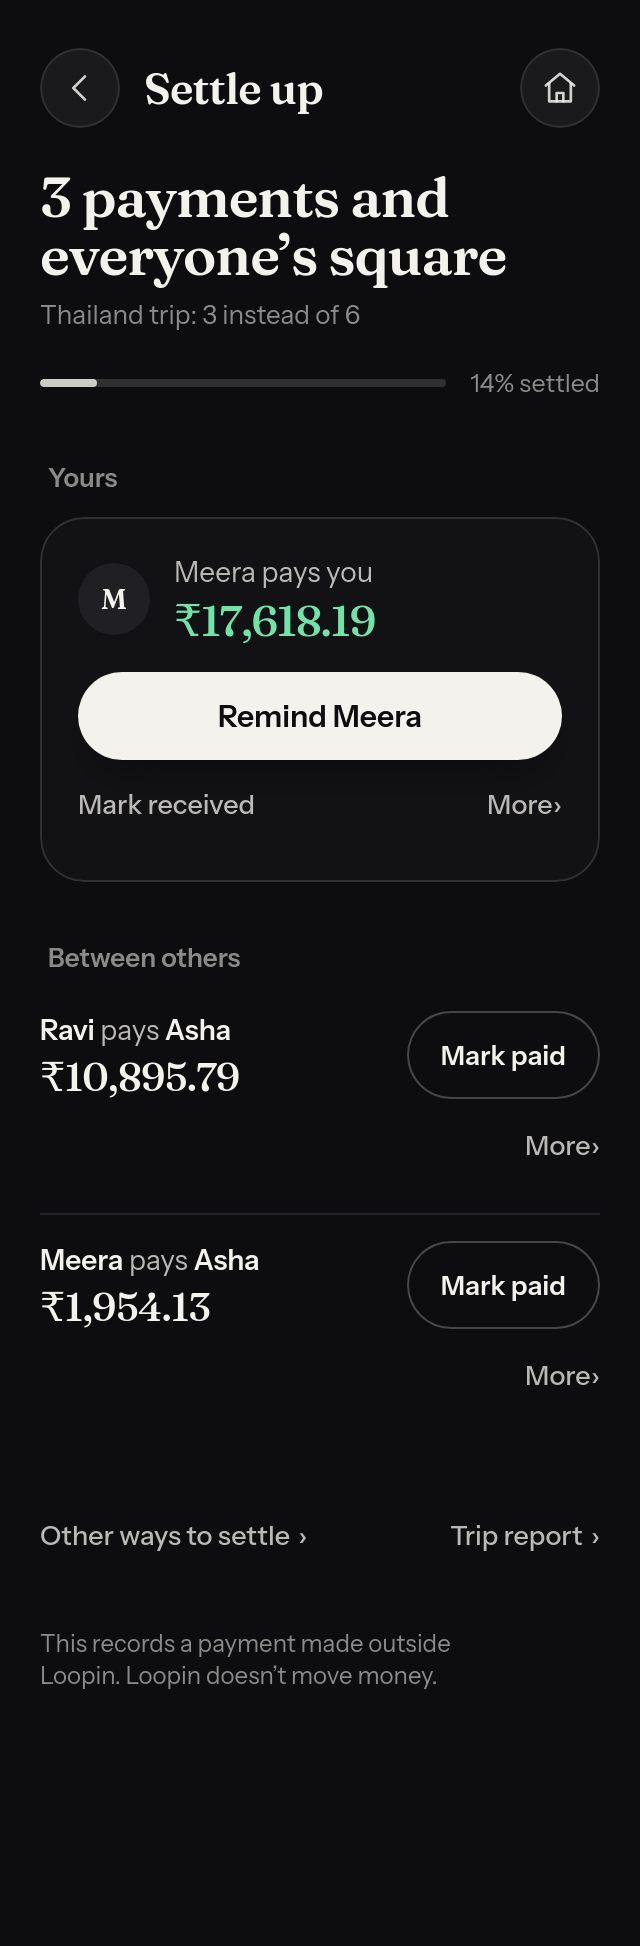 Settle up
3 payments and
everyone’s square
Thailand trip: 3 instead of 6
14% settled
Yours
M
Meera pays you
₹17,618.19
Remind Meera
Mark received
More›
Between others
Ravi pays Asha
₹10,895.79
Mark paid
More›
Meera pays Asha
₹1,954.13
Mark paid
More›
Other ways to settle ›
Trip report ›
This records a payment made outside
Loopin. Loopin doesn’t move money.